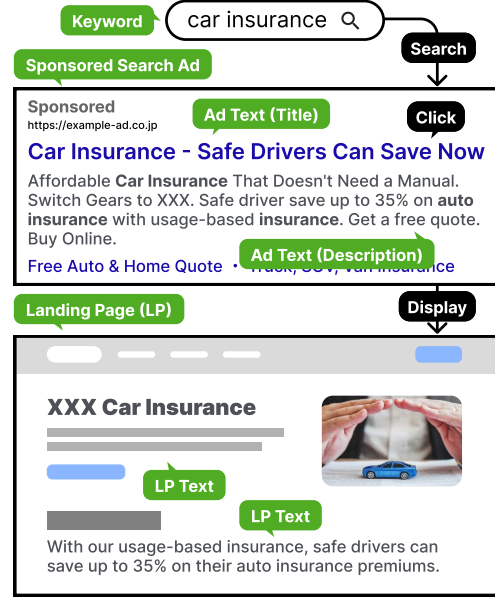 Keyword
car insurance
Search
Sponsored Search Ad
Sponsored
https://example-ad.co.jp
Ad Text (Title)
Click
Car Insurance - Safe Drivers Can Save Now
Affordable Car Insurance That Doesn't Need a Manual.
Switch Gears to XXX. Safe driver save up to 35% on auto
insurance with usage-based insurance. Get a free quote.
Buy Online.
Ad Text (Description)
Free Auto & Home Quote · Truck, SUV, Van Insurance
Landing Page (LP)
Display
XXX Car Insurance
LP Text
LP Text
With our usage-based insurance, safe drivers can
save up to 35% on their auto insurance premiums.